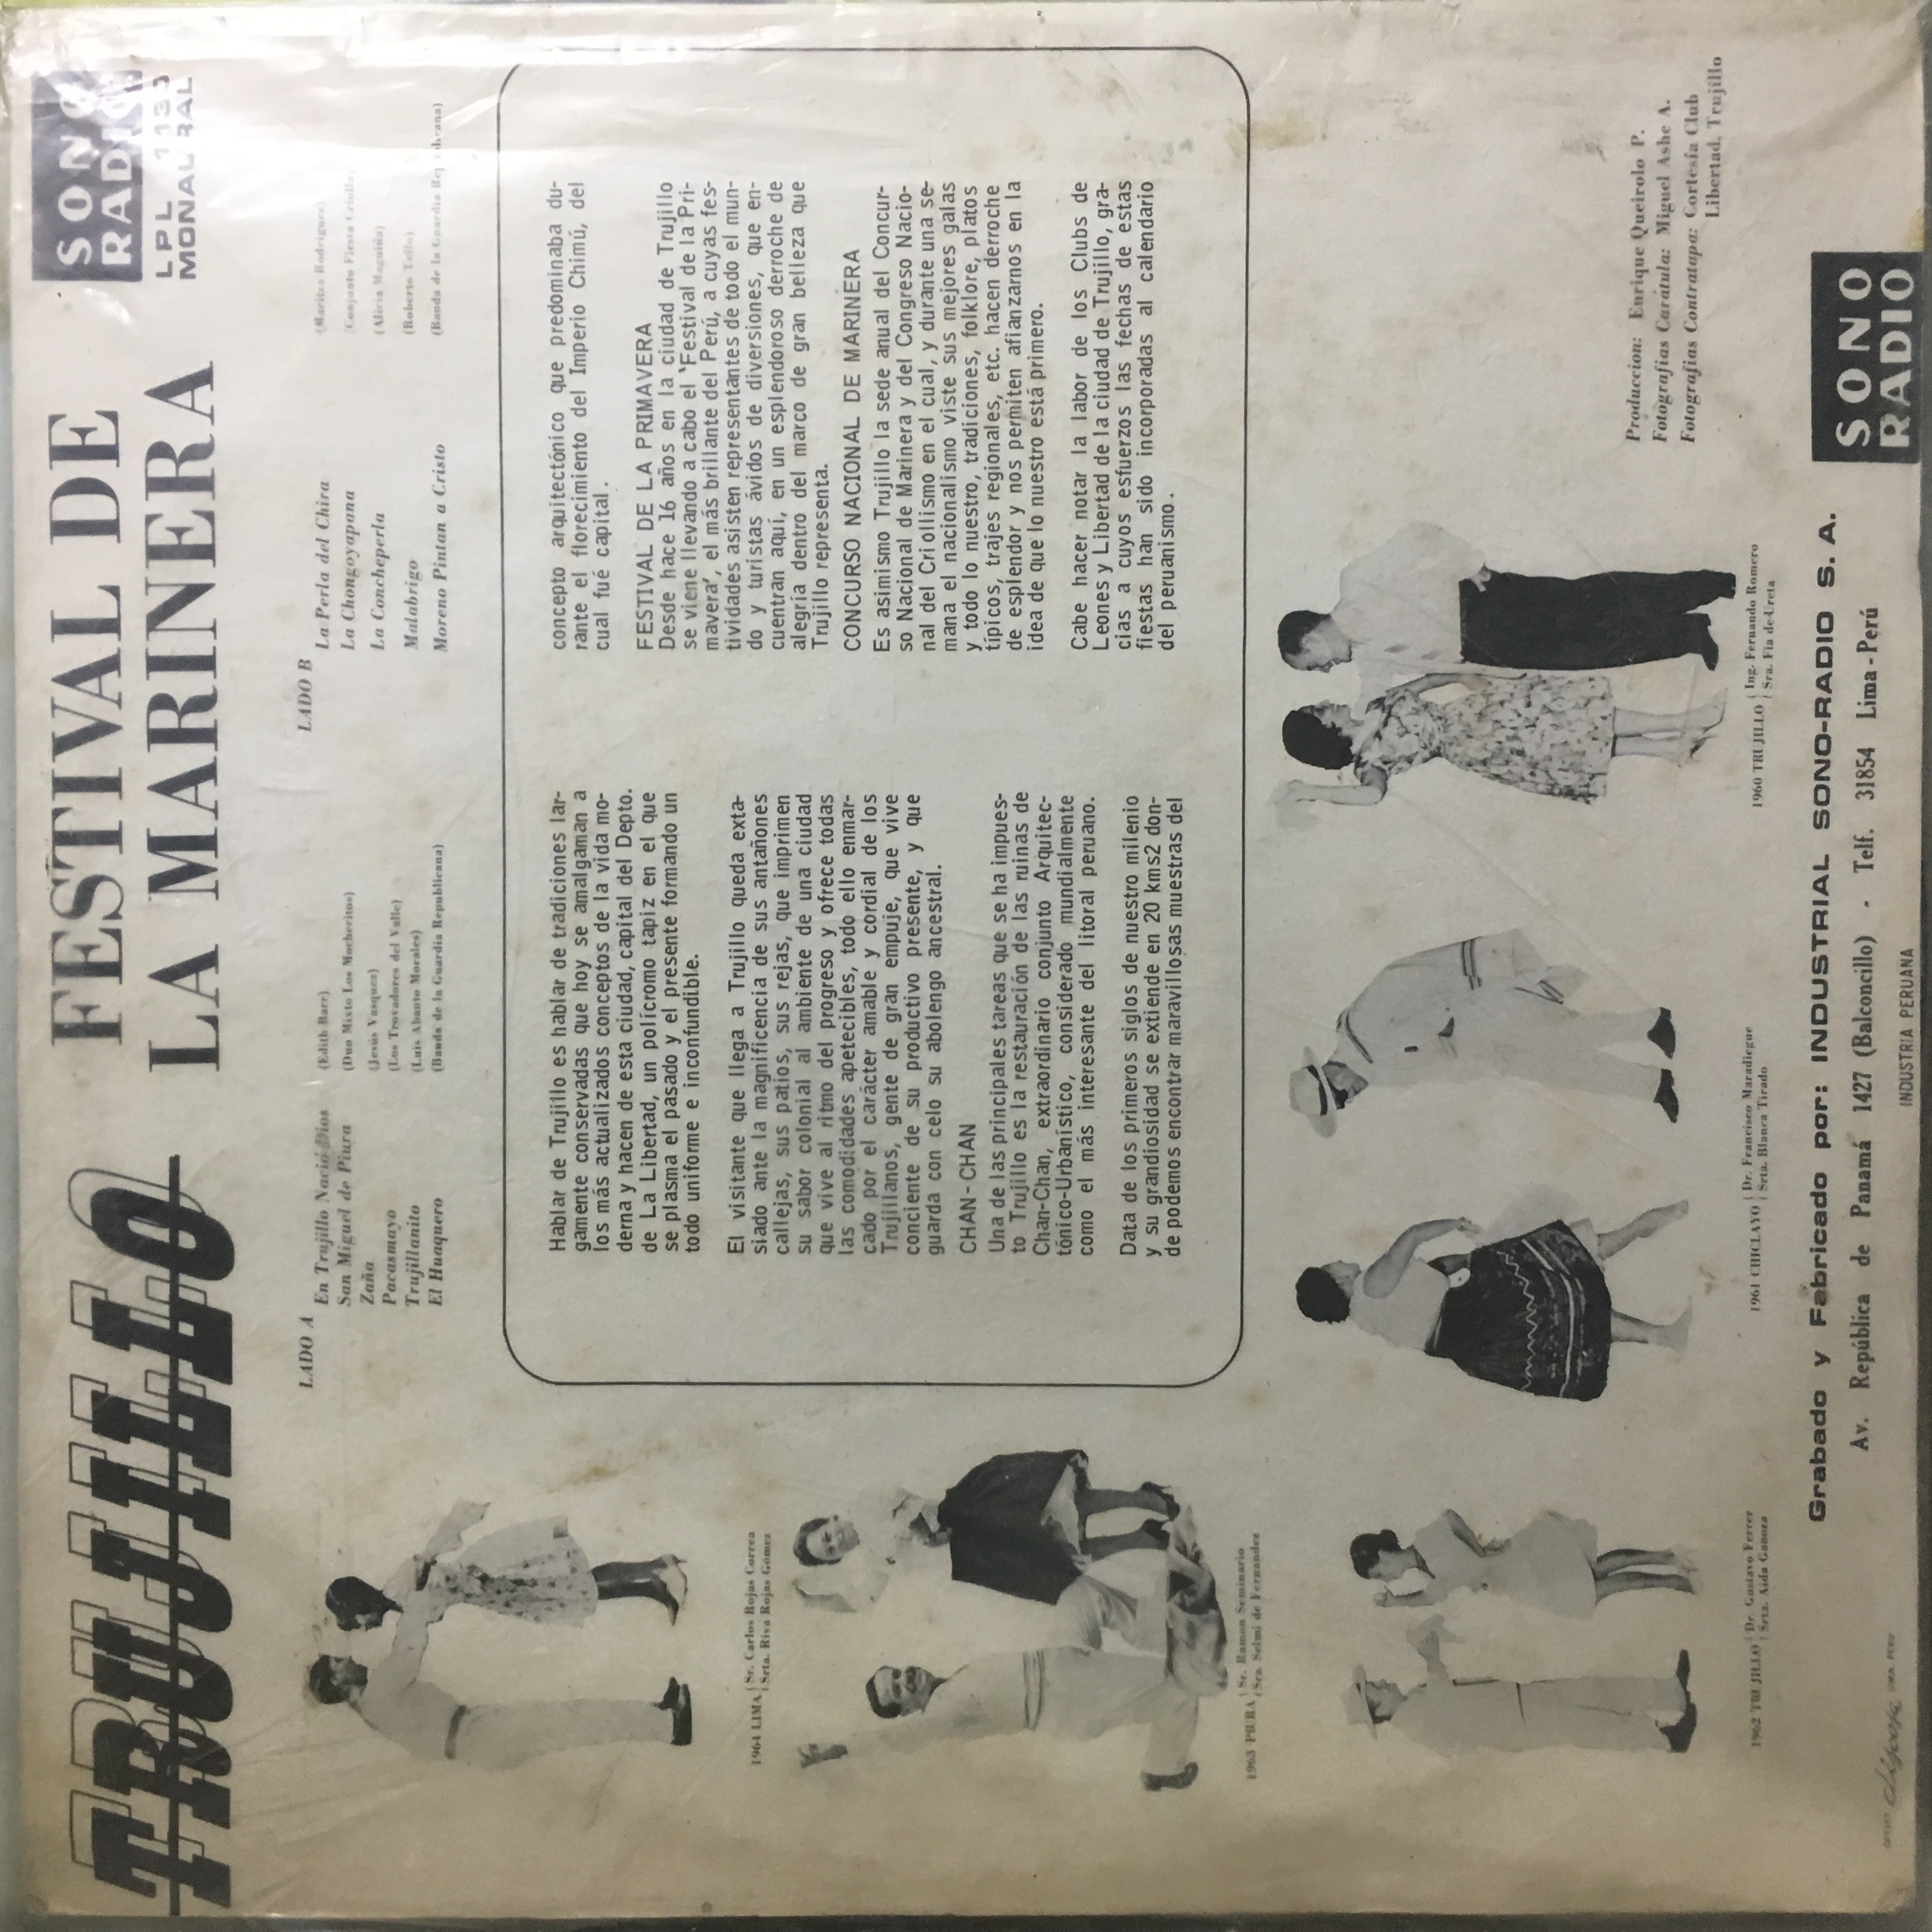 TRUJILLO
FESTIVAL DE
LA MARINERA
SONO
RADIO
LPL 1133
MONAURAL
LADO A
En Trujillo Nació Dios (Edith Barr)
San Miguel de Piura (Duo Mixto Los Mocheritos)
Zaña (Jesús Vasquez)
Pacasmayo (Los Trovadores del Valle)
Trujillanito (Luis Abanto Morales)
El Huaquero (Banda de la Guardia Republicana)
LADO B
La Perla del Chira (Maritza Rodriguez)
La Chongoyapana (Conjunto Fiesta Criolla)
La Concheperla (Alicia Maguiña)
Malabrigo (Roberto Tello)
Moreno Pintan a Cristo (Banda de la Guardia Republicana)
Hablar de Trujillo es hablar de tradiciones lar-
gamente conservadas que hoy se amalgaman a
los más actualizados conceptos de la vida mo-
derna y hacen de esta ciudad, capital del Depto.
de La Libertad, un polícromo tapiz en el que
se plasma el pasado y el presente formando un
todo uniforme e inconfundible.
El visitante que llega a Trujillo queda exta-
siado ante la magnificencia de sus antañones
callejas, sus patios, sus rejas, que imprimen
su sabor colonial al ambiente de una ciudad
que vive al ritmo del progreso y ofrece todas
las comodidades apetecibles, todo ello enmar-
cado por el carácter amable y cordial de los
Trujillanos, gente de gran empuje, que vive
conciente de su productivo presente, y que
guarda con celo su abolengo ancestral.
CHAN-CHAN
Una de las principales tareas que se ha impues-
to Trujillo es la restauración de las ruinas de
Chan-Chan, extraordinario conjunto Arquitec-
tónico-Urbanístico, considerado mundialmente
como el más interesante del litoral peruano.
Data de los primeros siglos de nuestro milenio
y su grandiosidad se extiende en 20 kms2 don-
de podemos encontrar maravillosas muestras del
concepto arquitectónico que predominaba du-
rante el florecimiento del Imperio Chimú, del
cual fué capital.
FESTIVAL DE LA PRIMAVERA
Desde hace 16 años en la ciudad de Trujillo
se viene llevando a cabo el 'Festival de la Pri-
mavera', el más brillante del Perú, a cuyas fes-
tividades asisten representantes de todo el mun-
do y turistas ávidos de diversiones, que en-
cuentran aquí, en un esplendoroso derroche de
alegría dentro del marco de gran belleza que
Trujillo representa.
CONCURSO NACIONAL DE MARINERA
Es asimismo Trujillo la sede anual del Concur-
so Nacional de Marinera y del Congreso Nacio-
nal del Criollismo en el cual, y durante una se-
mana el nacionalismo viste sus mejores galas
y todo lo nuestro, tradiciones, folklore, platos
típicos, trajes regionales, etc. hacen derroche
de esplendor y nos permiten afianzarnos en la
idea de que lo nuestro está primero.
Cabe hacer notar la labor de los Clubs de
Leones y Libertad de la ciudad de Trujillo, gra-
cias a cuyos esfuerzos las fechas de estas
fiestas han sido incorporadas al calendario
del peruanismo.
1964 LIMA Sr. Carlos Rojas Correa
Srta. Riva Rojas Gómez
1963 PIURA Sr. Ramon Seminario
Sra. Selmi de Fernandez
1962 TRUJILLO Dr. Gustavo Ferrer
Srta. Aida Ganoza
1961 CHICLAYO Dr. Francisco Maradiegue
Srta. Blanca Tirado
1960 TRUJILLO Ing. Fernando Romero
Sra. Fia de Creta
Produccion: Enrique Queirolo P.
Fotografías Carátula: Miguel Ashe A.
Fotografías Contratapa: Cortesía Club
Libertad, Trujillo
Grabado y Fabricado por: INDUSTRIAL SONO-RADIO S. A.
Av. República de Panamá 1427 (Balconcillo) - Telf. 31854 Lima-Perú
INDUSTRIA PERUANA
SONO
RADIO